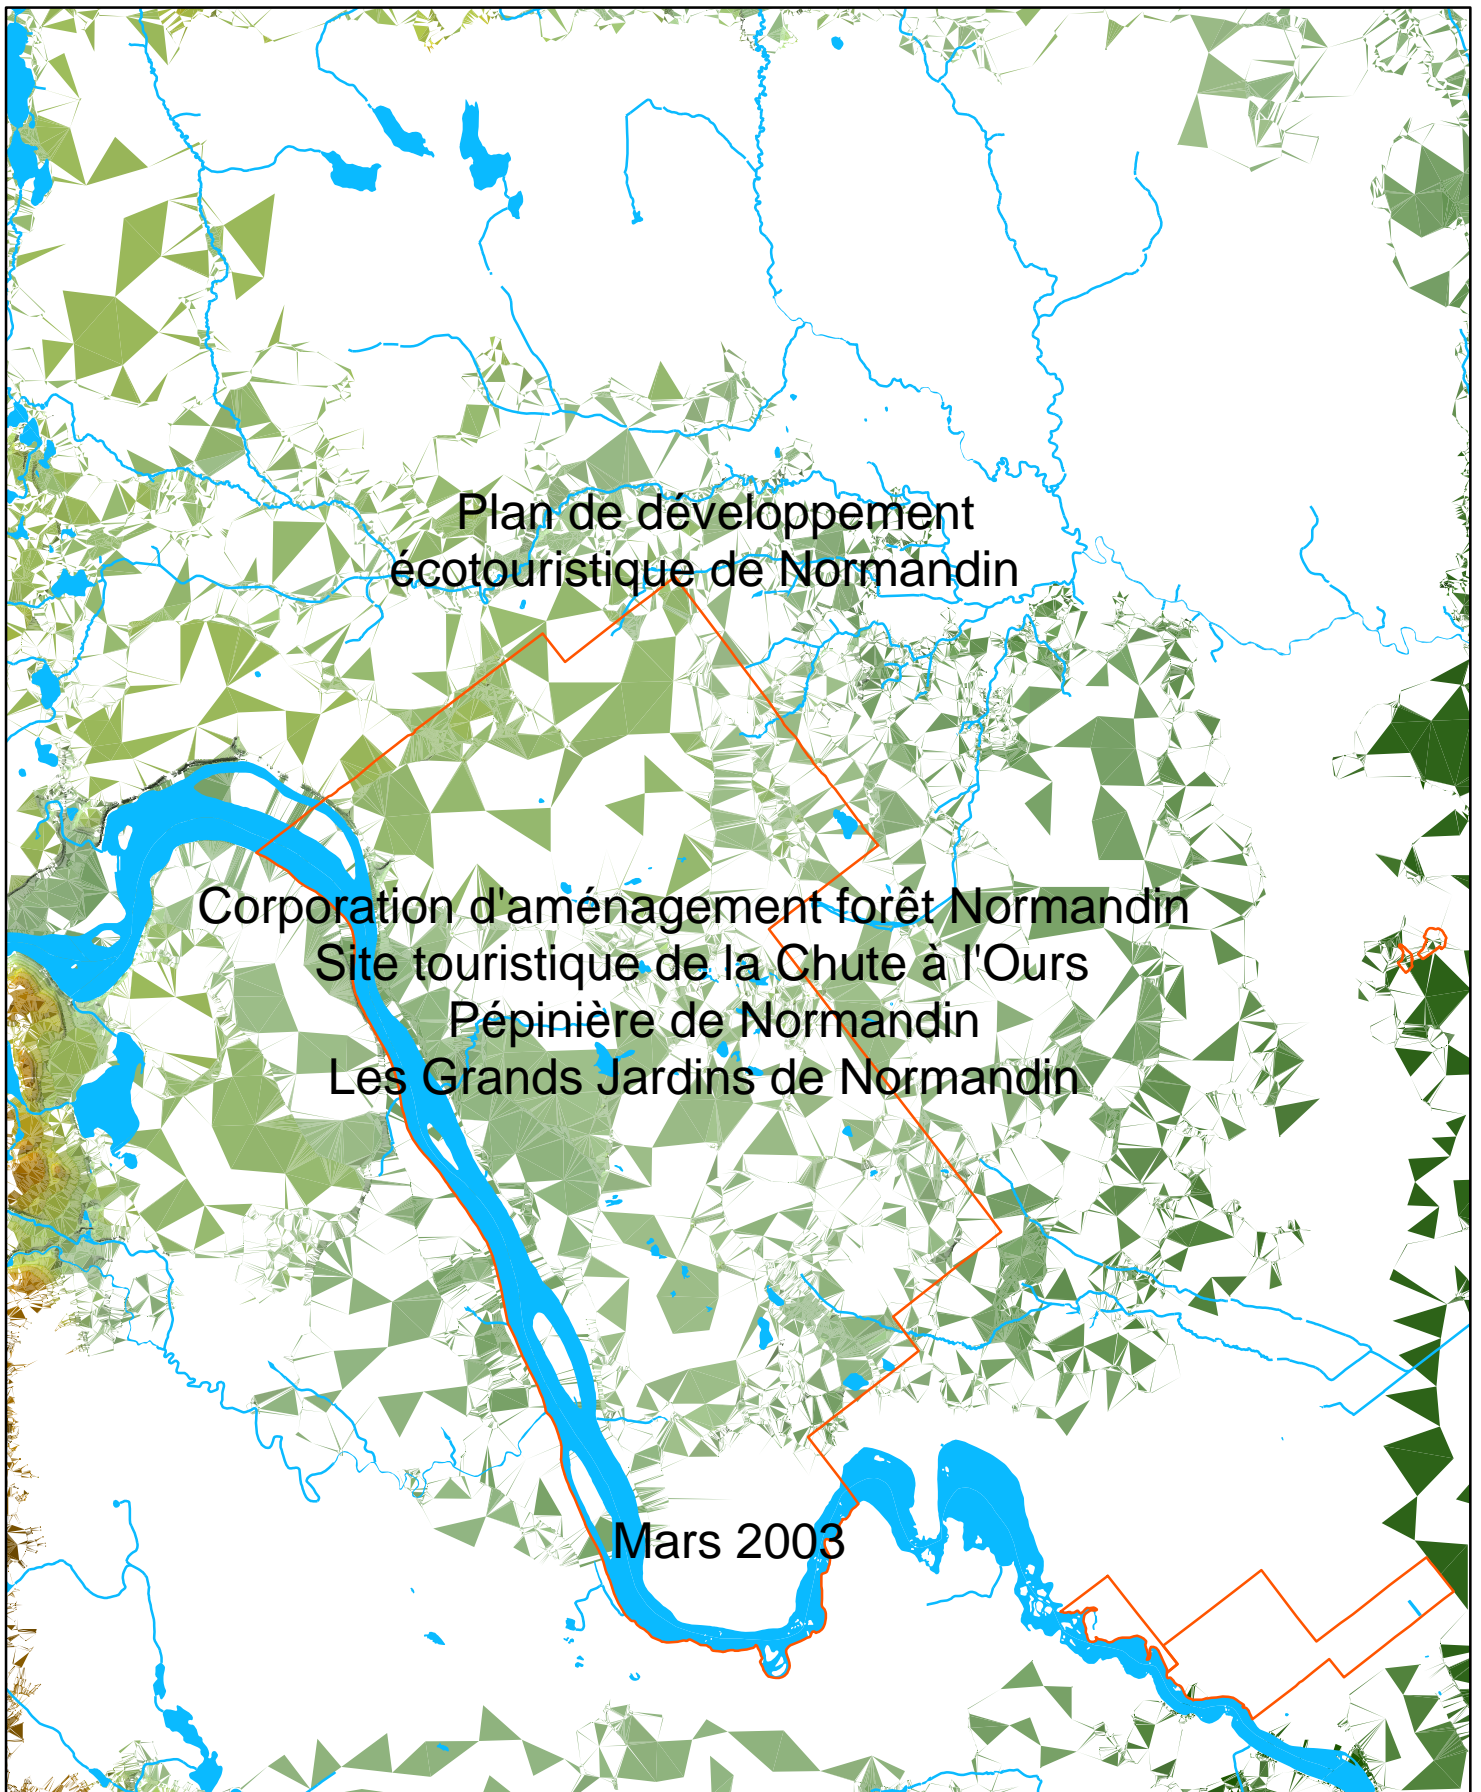 Plan de développement
écotouristique de Normandin
Corporation d'aménagement forêt Normandin
Site touristique de la Chute à l'Ours
Pépinière de Normandin
Les Grands Jardins de Normandin
Mars 2003